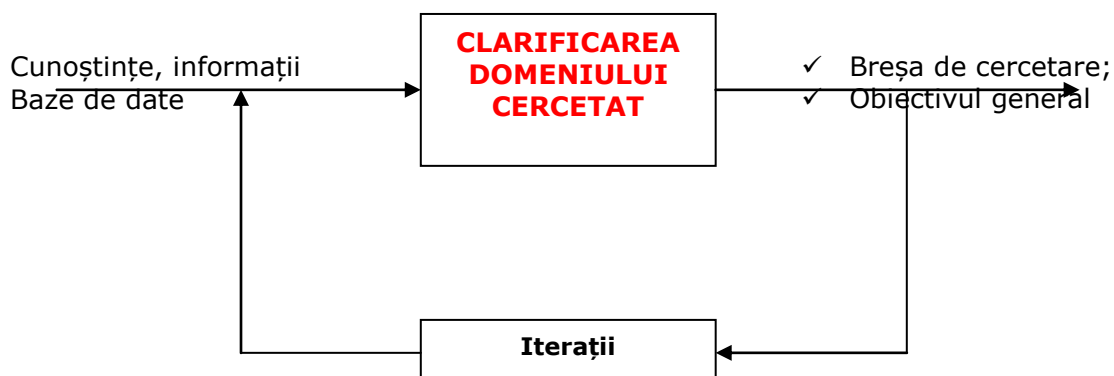 Cunoștințe, informații
Baze de date
CLARIFICAREA
DOMENIULUI
CERCETAT
✓ Breșa de cercetare;
✓ Obiectivul general
Iterații